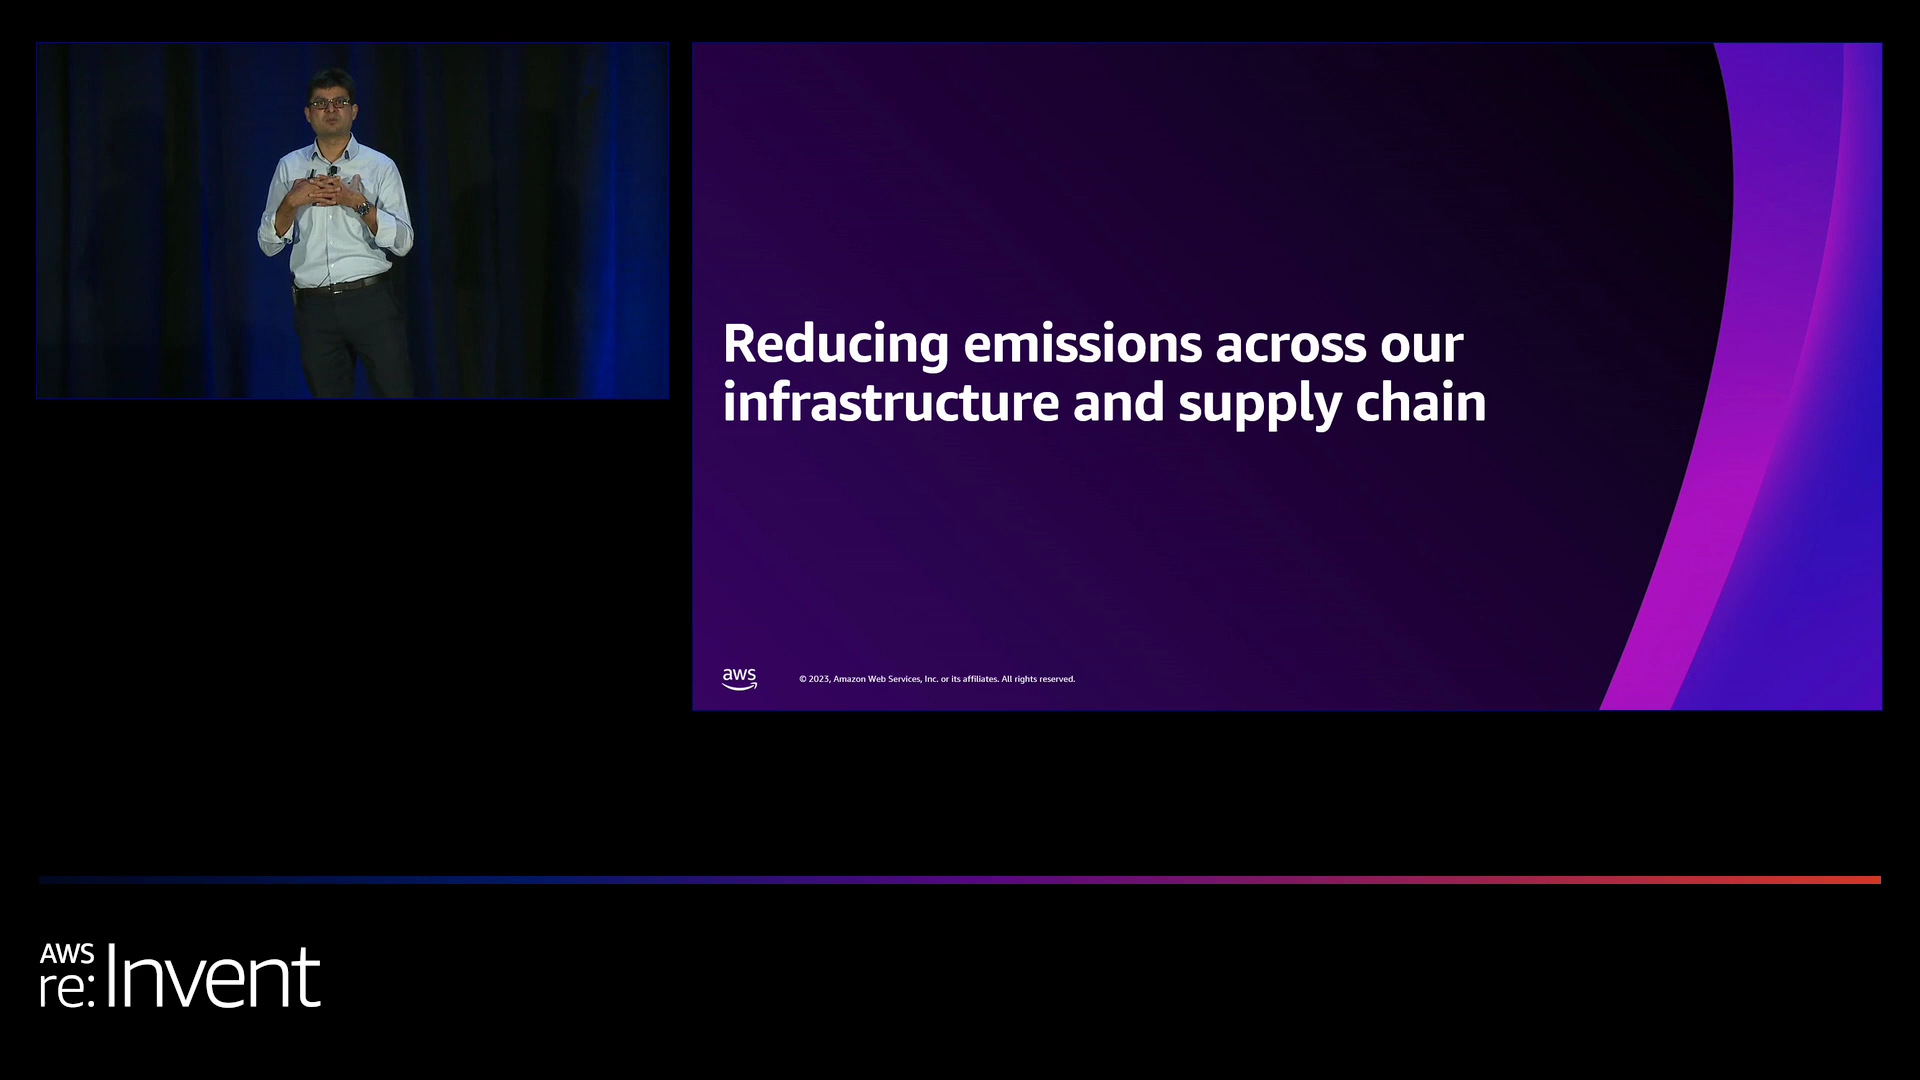 Reducing emissions across our
infrastructure and supply chain
aws
© 2023, Amazon Web Services, Inc. or its affiliates. All rights reserved.
AWS
re:Invent